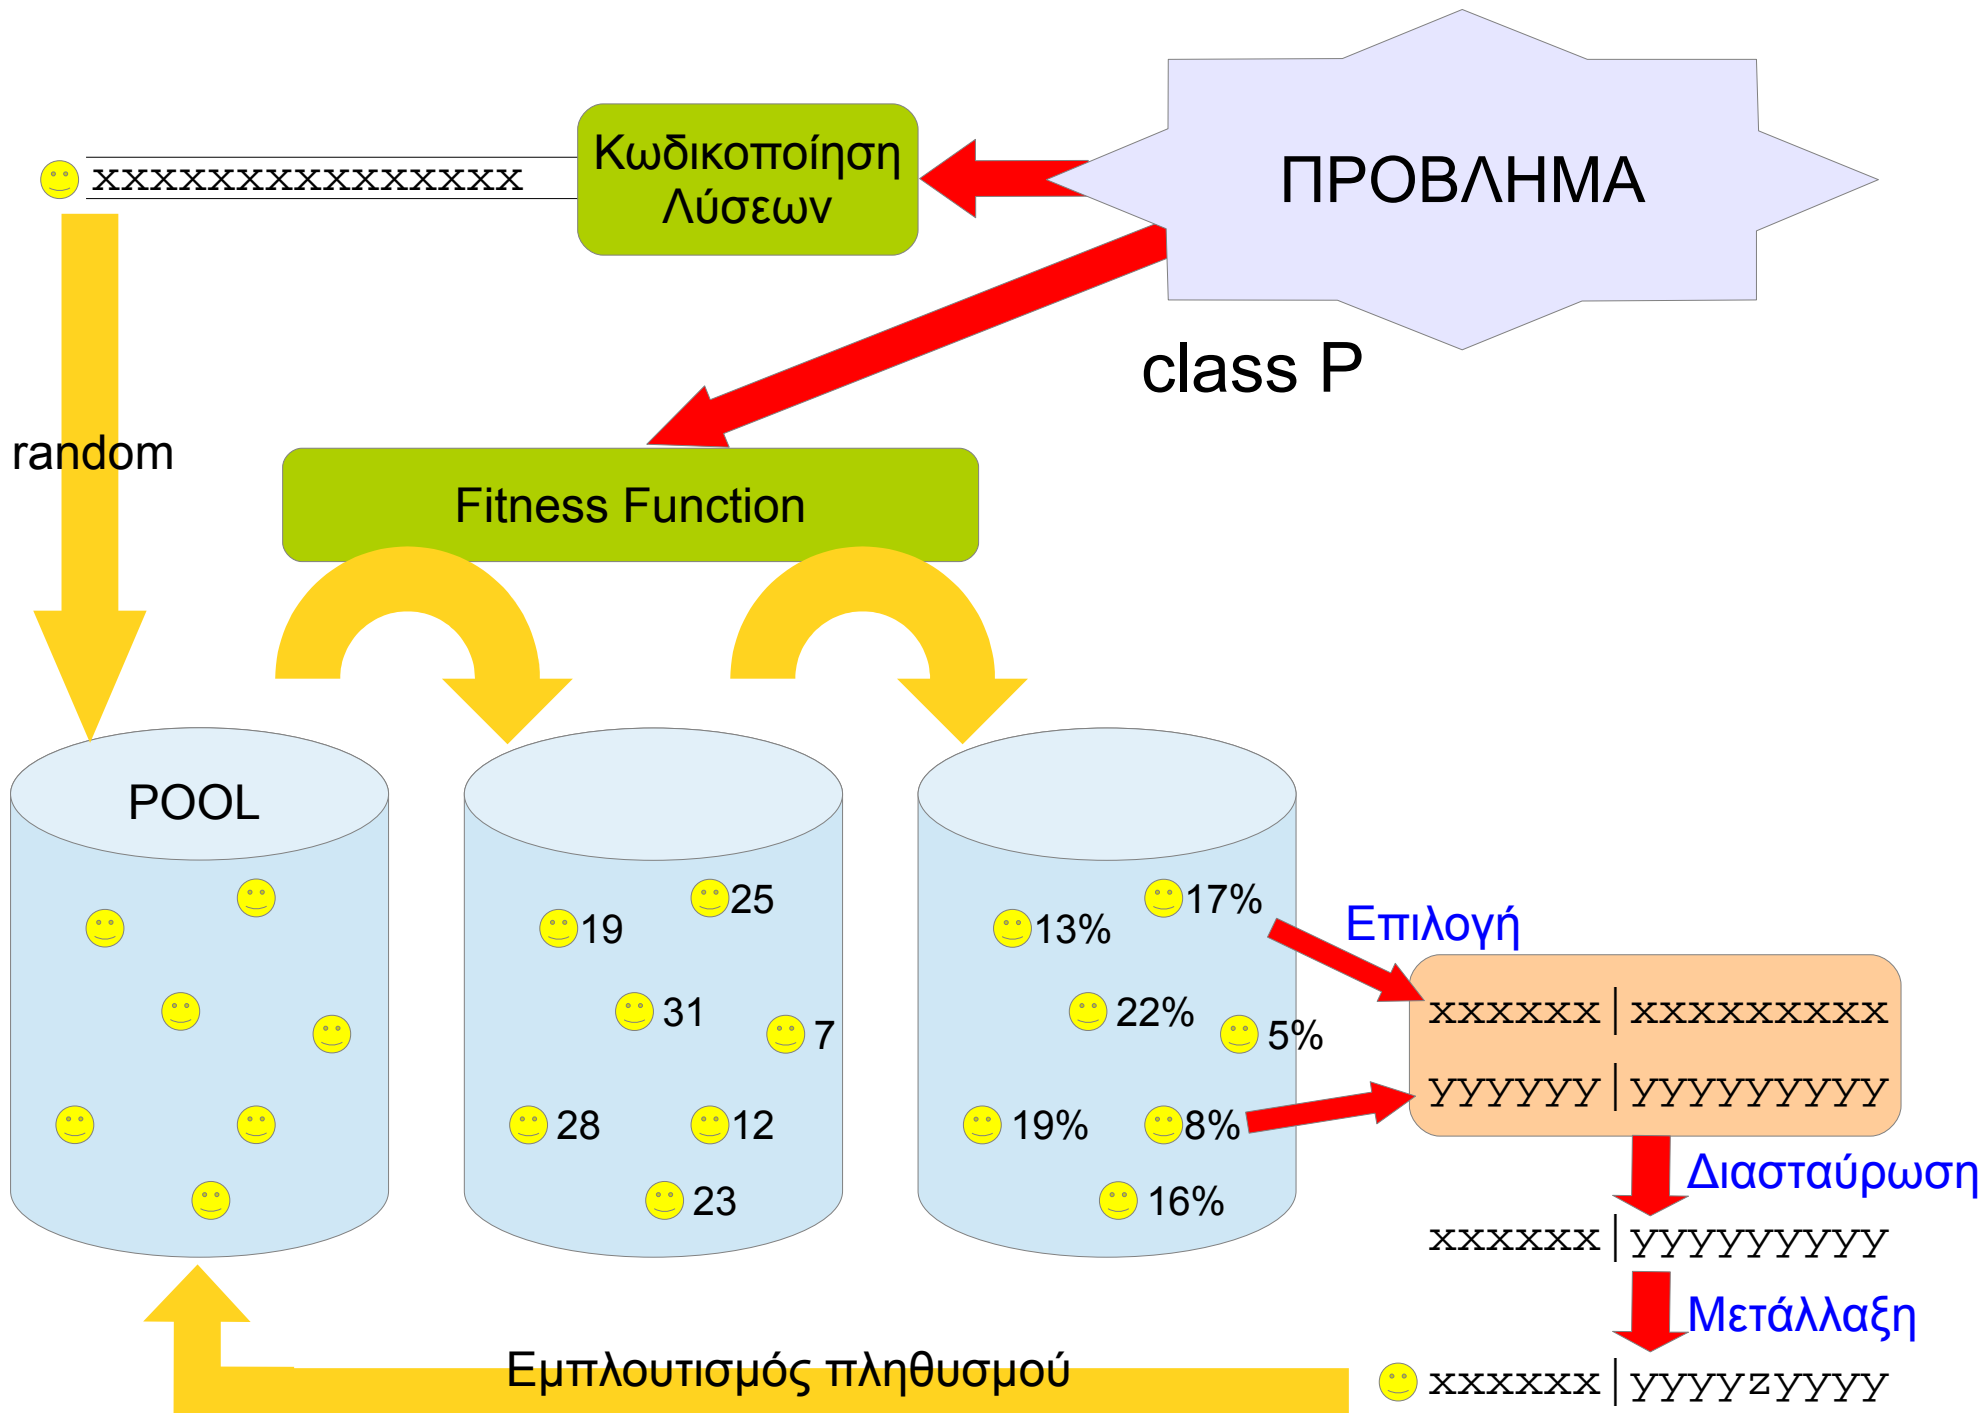 ΠΡΟΒΛΗΜΑ
Κωδικοποίηση
Λύσεων
xxxxxxxxxxxxxxx
class P
random
Fitness Function
POOL
25
19
31
7
28
12
23
17%
13%
22%
5%
19%
8%
16%
Επιλογή
xxxxxx|xxxxxxxxx
yyyyyy|yyyyyyyyy
Διασταύρωση
xxxxxx|yyyyyyyyy
Μετάλλαξη
xxxxxx|yyyyzyyyy
Εμπλουτισμός πληθυσμού